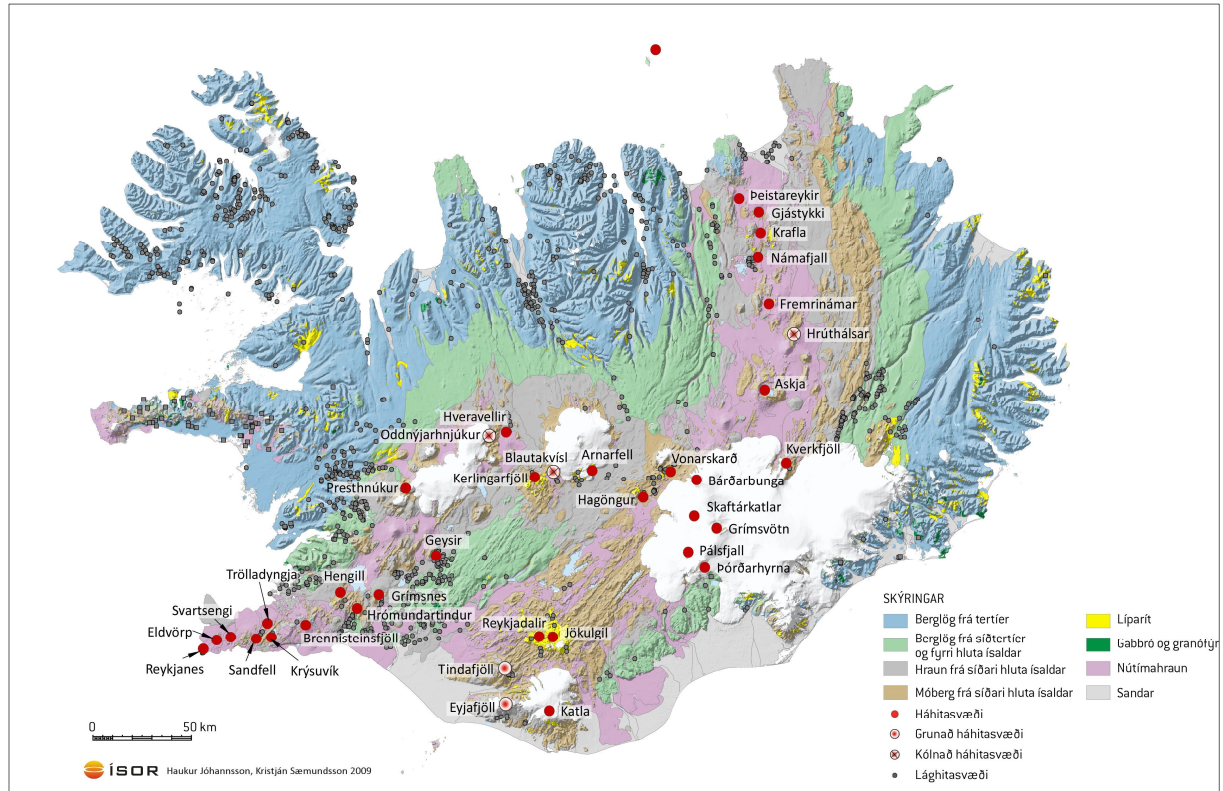 Þeistareykir
Gjástykki
Krafla
Námafjall
Fremrinámar
Hrúthálsar
Askja
Hveravellir
Oddnýjarhnjúkur
Blautakvísl
Arnarfell
Vonarskarð
Kverkfjöll
Kerlingarfjöll
Bárðarbunga
Presthnúkur
Hagöngur
Skaftárkatlar
Grímsvötn
Geysir
Pálsfjall
Þórðarhyrna
Trölladyngja
Hengill
Grímsnes
Svartsengi
Hrómundartindur
Eldvörp
Brennisteinsfjöll
Reykjadalir
Jökulgil
Reykjanes
Sandfell
Krýsuvík
Tindafjöll
Eyjafjöll
Katla
SKÝRINGAR
Berglög frá tertíer
Berglög frá síðtertíer
og fyrri hluta ísaldar
Hraun frá síðari hluta ísaldar
Móberg frá síðari hluta ísaldar
Háhitasvæði
Grunað háhitasvæði
Kólnað háhitasvæði
Lághitasvæði
Líparít
Gabbró og granófýr
Nútímahraun
Sandar
0 50 km
ÍSOR Haukur Jóhannsson, Kristján Sæmundsson 2009